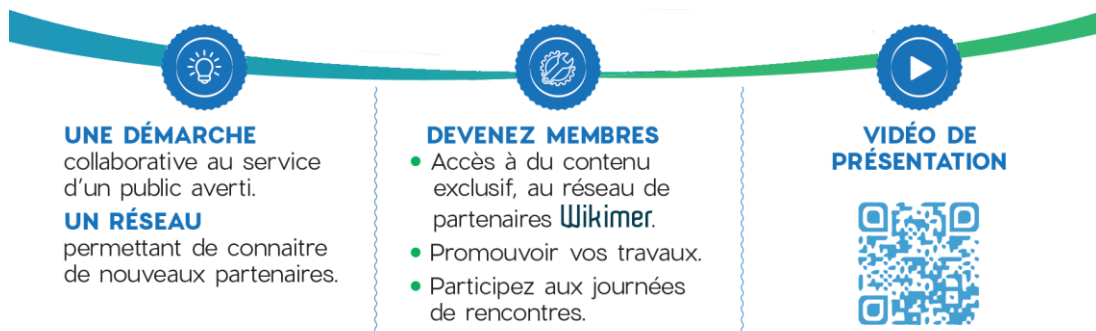 UNE DÉMARCHE
collaborative au service
d'un public averti.
UN RÉSEAU
permettant de connaitre
de nouveaux partenaires.
DEVENEZ MEMBRES
• Accès à du contenu
exclusif, au réseau de
partenaires Wikimer.
• Promouvoir vos travaux.
• Participez aux journées
de rencontres.
VIDÉO DE
PRÉSENTATION